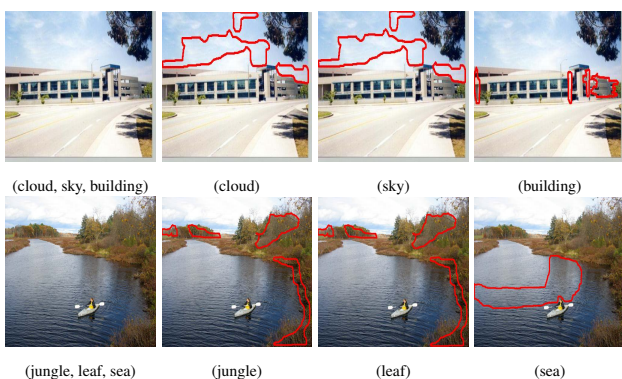 (cloud, sky, building) (cloud) (sky) (building)
(jungle, leaf, sea) (jungle) (leaf) (sea)